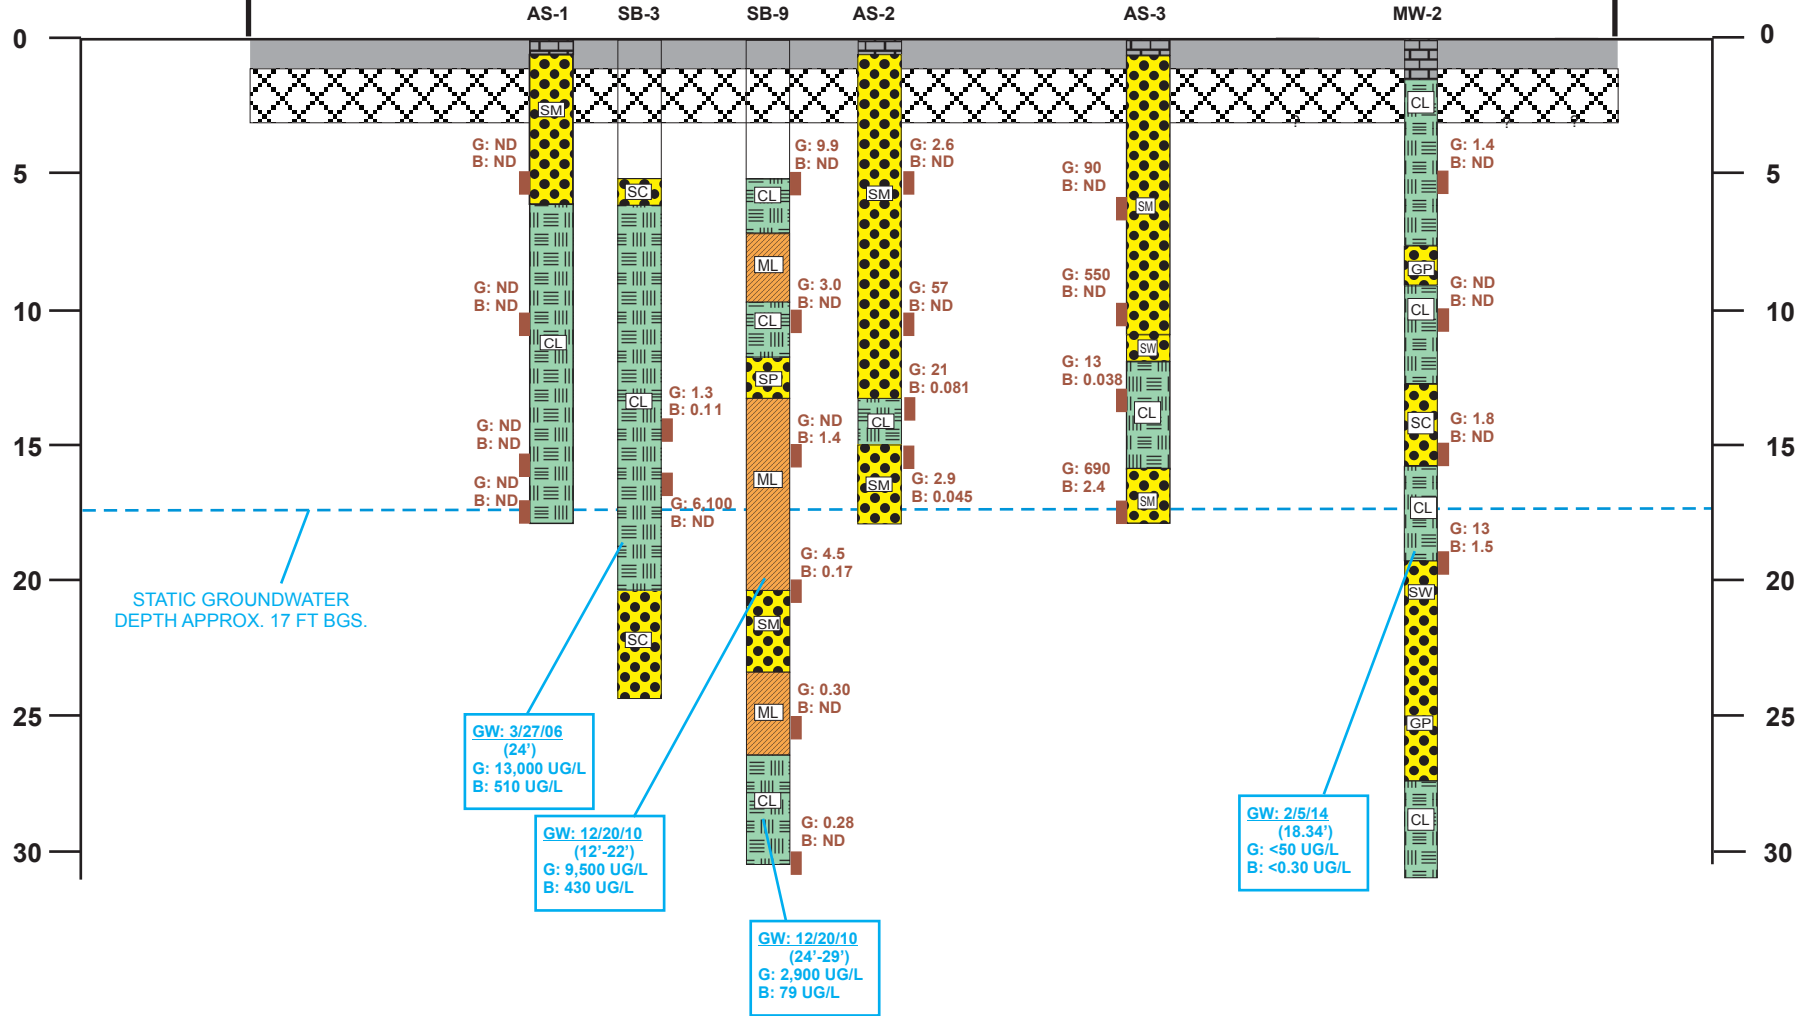 AS-1 SB-3 SB-9 AS-2 AS-3 MW-2
0 0
SM
CL
G: ND
B: ND
G: 9.9
B: ND
G: 2.6
B: ND
G: 90
B: ND
G: 1.4
B: ND
5 5
SC
CL
SM
SM
ML
GP
G: ND
B: ND
G: 3.0
B: ND
G: 57
B: ND
G: 550
B: ND
G: ND
B: ND
10 10
CL
CL
CL
SW
SP
G: 21
B: 0.081
G: 13
B: 0.038
CL
G: 1.3
B: 0.11
CL
CL
SC
G: ND
B: ND
G: ND
B: 1.4
G: 1.8
B: ND
15 15
G: ND
B: ND
ML
SM
G: 2.9
B: 0.045
G: 690
B: 2.4
SM
G: 6,100
B: ND
CL
G: 13
B: 1.5
G: 4.5
B: 0.17
20 20
STATIC GROUNDWATER
DEPTH APPROX. 17 FT BGS.
SW
SM
SC
G: 0.30
B: ND
ML
GP
25 25
GW: 3/27/06
(24')
G: 13,000 UG/L
B: 510 UG/L
CL
CL
G: 0.28
B: ND
30 30
GW: 12/20/10
(12'-22')
G: 9,500 UG/L
B: 430 UG/L
GW: 2/5/14
(18.34')
G: <50 UG/L
B: <0.30 UG/L
GW: 12/20/10
(24'-29')
G: 2,900 UG/L
B: 79 UG/L